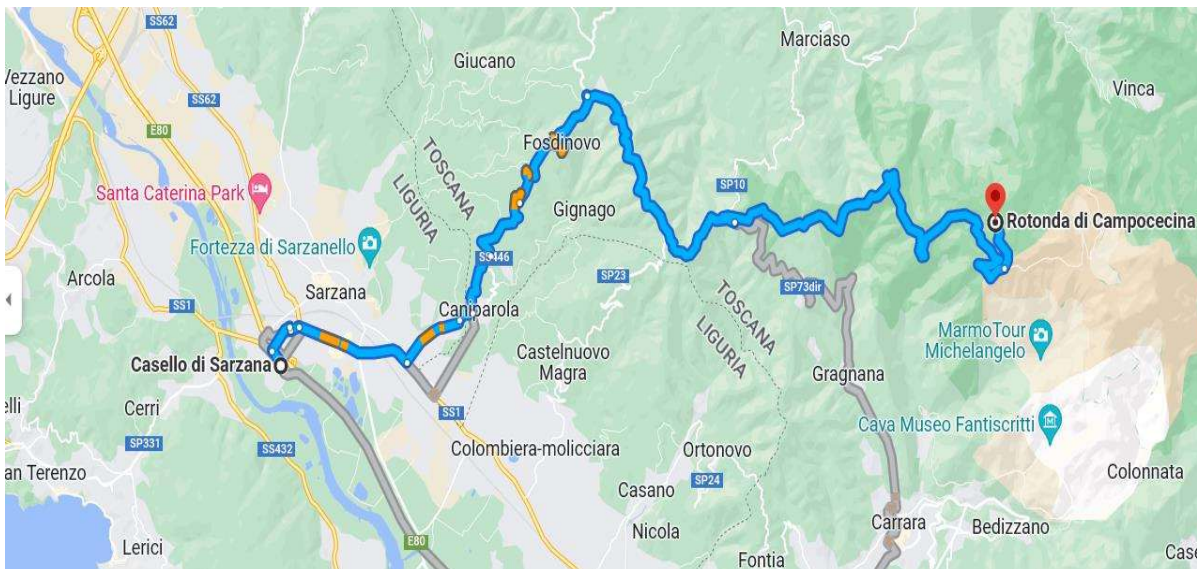 SS62
Marciaso
Giucano
Vezzano
Ligure
Vinca
SS62
E80
Fosdinovo
TOSCANA
LIGURIA
SP10
Santa Caterina Park
Gignago
Rotonda di Campocecina
Fortezza di Sarzanello
SS446
SP23
Arcola
Sarzana
SP73dir
SS1
Caniparola
TOSCANA
LIGURIA
MarmoTour
Michelangelo
Casello di Sarzana
Castelnuovo
Magra
Gragnana
Cerri
SS1
Cava Museo Fantiscritti
SP331
SS432
Colombiera-molicciara
Ortonovo
Colonnata
an Terenzo
SP24
Casano
Carrara
Bedizzano
Nicola
Lerici
E80
Fontia
Case